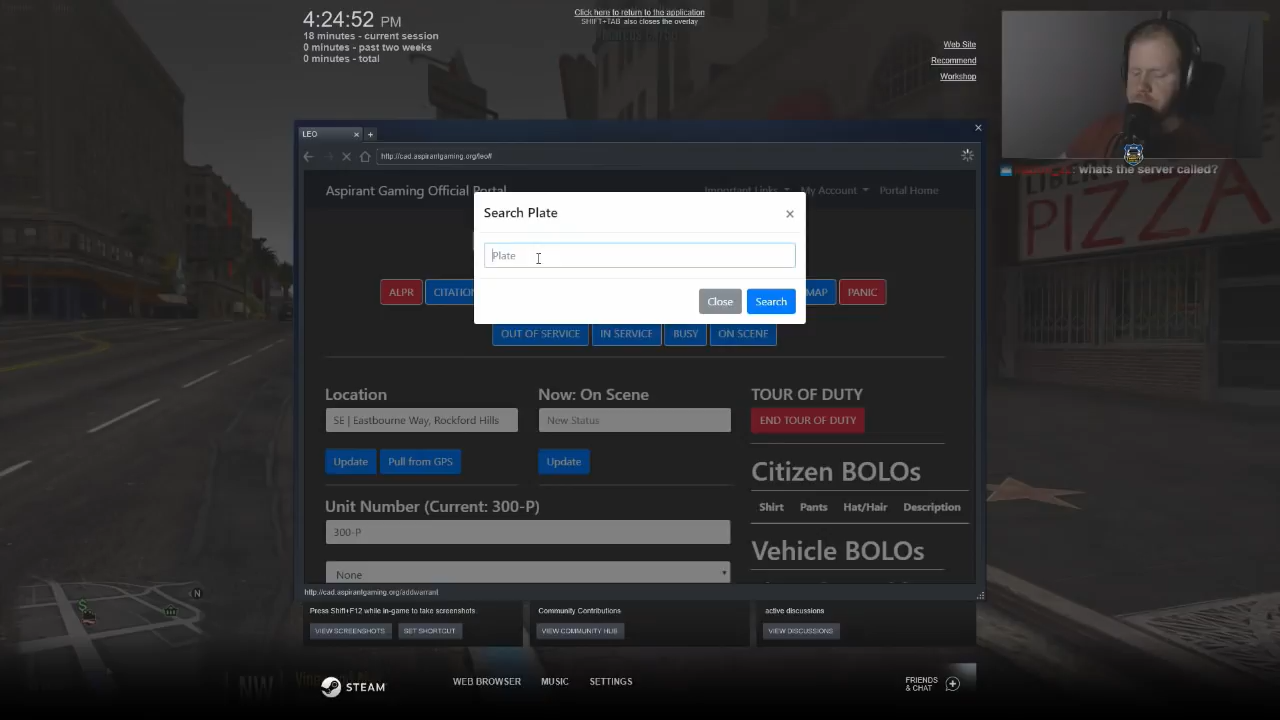 4:24:52 PM
18 minutes - current session
0 minutes - past two weeks
0 minutes - total
Click here to return to the application
SHIFT+TAB also closes the overlay
Web Site
Recommend
Workshop
whats the server called?
LEO
http://cad.aspirantgaming.org/leo#
Aspirant Gaming Official Portal
Important Links
My Account
Portal Home
Search Plate
×
Plate
Close
Search
ALPR
CITATION
MAP
PANIC
OUT OF SERVICE
IN SERVICE
BUSY
ON SCENE
Location
SE | Eastbourne Way, Rockford Hills
Update
Pull from GPS
Now: On Scene
New Status
Update
TOUR OF DUTY
END TOUR OF DUTY
Citizen BOLOs
Shirt Pants Hat/Hair Description
Vehicle BOLOs
Unit Number (Current: 300-P)
300-P
None
http://cad.aspirantgaming.org/addwarrant
Press Shift+F12 while in-game to take screenshots
VIEW SCREENSHOTS
SET SHORTCUT
Community Contributions
VIEW COMMUNITY HUB
active discussions
VIEW DISCUSSIONS
STEAM
WEB BROWSER
MUSIC
SETTINGS
FRIENDS
& CHAT
PIZZA
N
NW